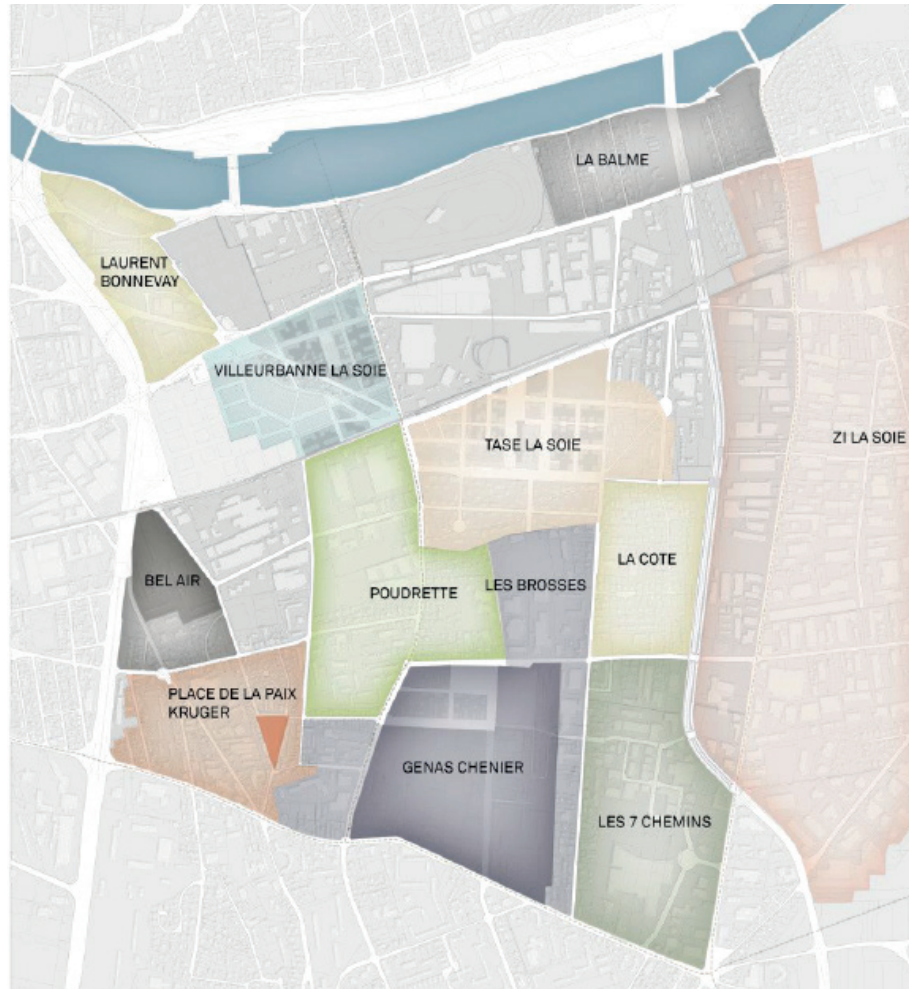 LA BALME
LAURENT
BONNEVAY
VILLEURBANNE LA SOIE
TASE LA SOIE
ZI LA SOIE
BEL AIR
POUDRETTE
LES BROSSES
LA COTE
PLACE DE LA PAIX
KRUGER
GENAS CHENIER
LES 7 CHEMINS